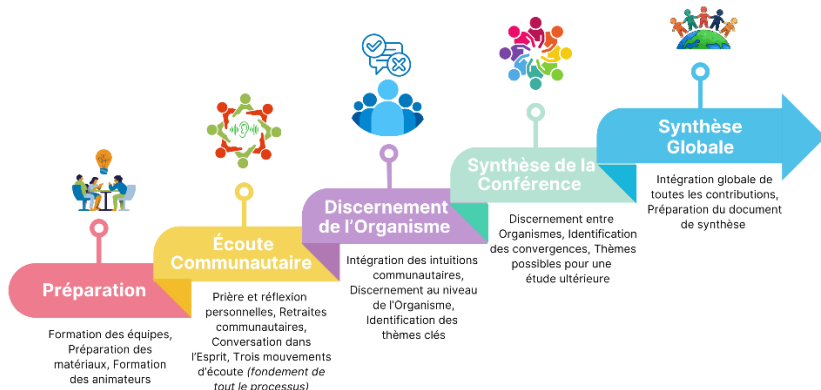 Préparation
Formation des équipes,
Préparation des
matériaux, Formation
des animateurs
Écoute
Communautaire
Prière et réflexion
personnelles, Retraites
communautaires,
Conversation dans
l'Esprit, Trois mouvements
d'écoute (fondement de
tout le processus)
Discernement
de l'Organisme
Intégration des intuitions
communautaires,
Discernement au niveau
de l'Organisme,
Identification des
thèmes clés
Synthèse de la
Conférence
Discernement entre
Organismes, Identification
des convergences, Thèmes
possibles pour une
étude ultérieure
Synthèse
Globale
Intégration globale de
toutes les contributions,
Préparation du document
de synthèse